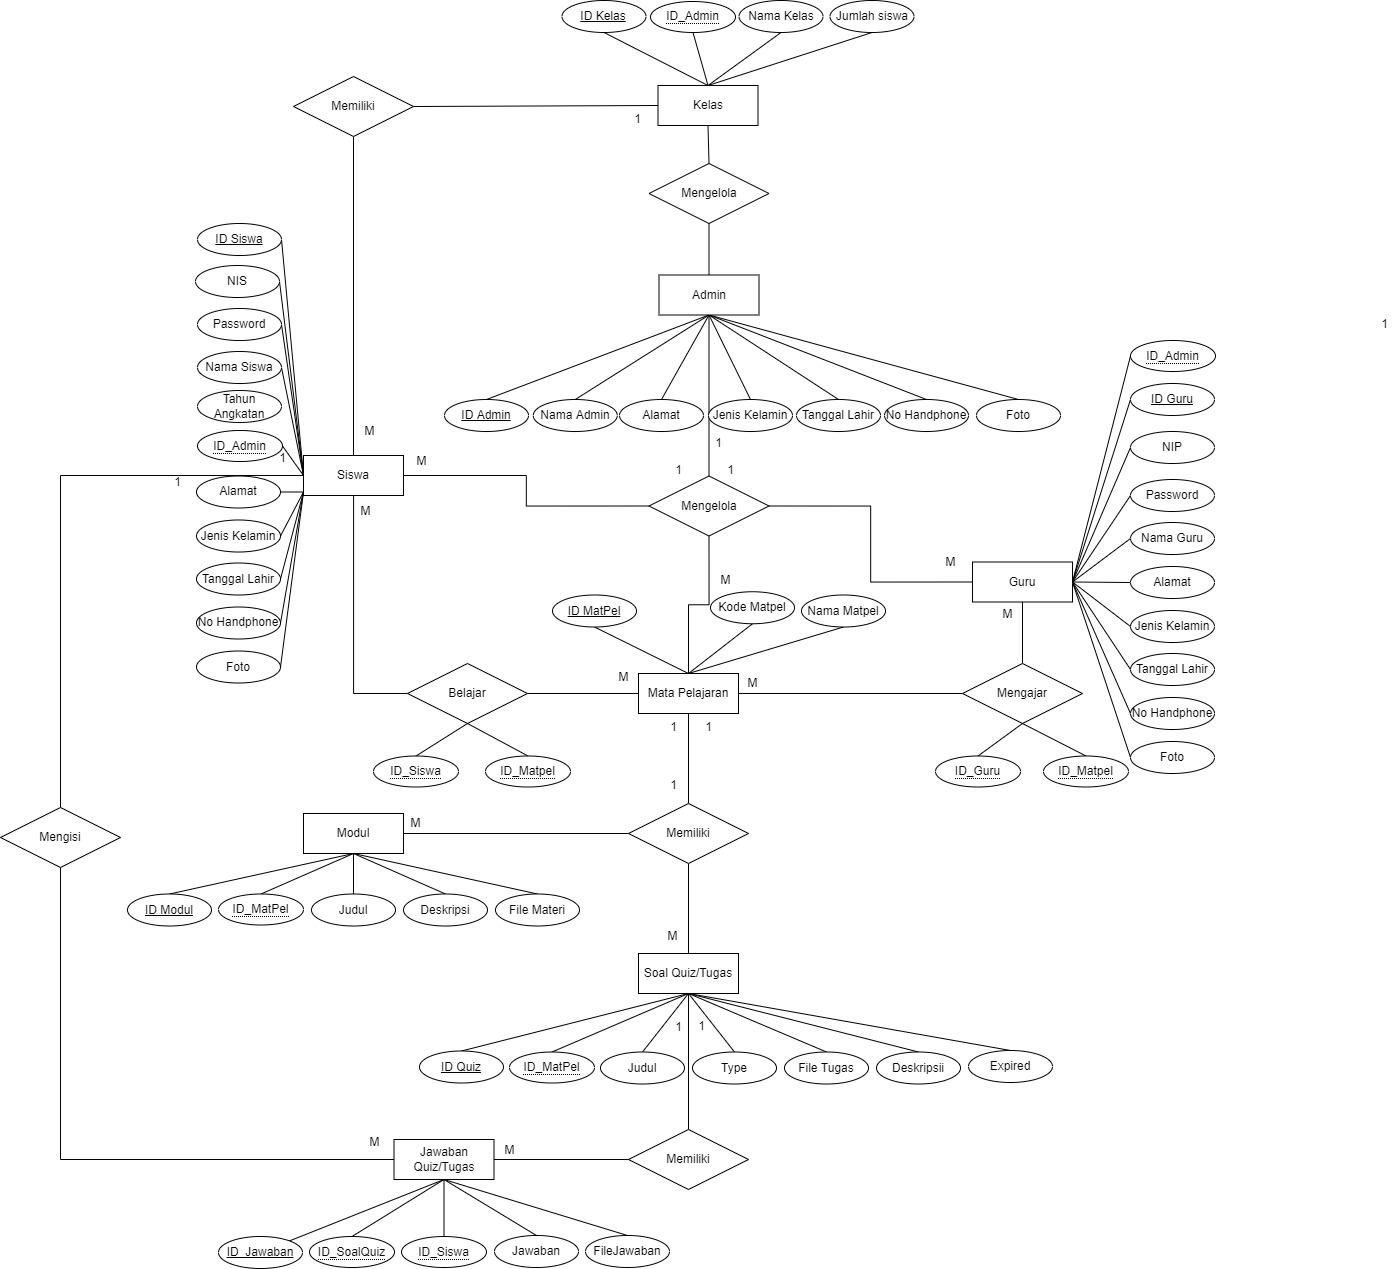 ID Kelas
ID_Admin
Nama Kelas
Jumlah siswa
Memiliki
Kelas
1
Mengelola
ID Siswa
NIS
Password
Nama Siswa
Tahun
Angkatan
ID_Admin
1
1
Alamat
Jenis Kelamin
Tanggal Lahir
No Handphone
Foto
M
Siswa
M
M
Admin
1
ID Admin
Nama Admin
Alamat
Jenis Kelamin
Tanggal Lahir
No Handphone
Foto
1
1
1
Mengelola
M
ID_Admin
ID Guru
NIP
Password
Nama Guru
Alamat
Jenis Kelamin
Tanggal Lahir
No Handphone
Foto
M
Guru
M
ID MatPel
Kode Matpel
Nama Matpel
Belajar
M
Mata Pelajaran
M
Mengajar
1
1
ID_Siswa
ID_Matpel
ID_Guru
ID_Matpel
1
Mengisi
Modul
M
Memiliki
ID Modul
ID_MatPel
Judul
Deskripsi
File Materi
M
Soal Quiz/Tugas
1
1
ID Quiz
ID_MatPel
Judul
Type
File Tugas
Deskripsii
Expired
M
Jawaban
Quiz/Tugas
M
Memiliki
ID_Jawaban
ID_SoalQuiz
ID_Siswa
Jawaban
FileJawaban